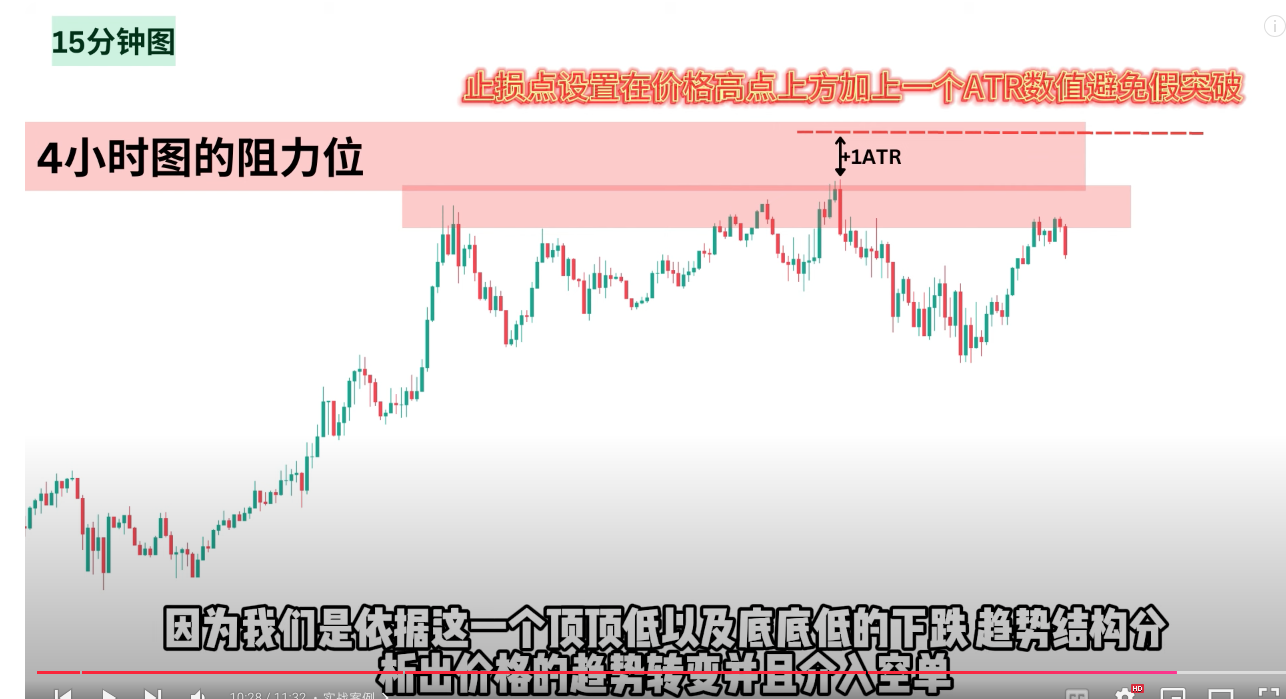 15分钟图
止损点设置在价格高点上方加上一个ATR数值避免假突破
4小时图的阻力位
+1ATR
因为我们是依据这一个顶顶低以及底底低的下跌 趋势结构分
析出价格的趋势转变并且介入空单
10:28 / 11:32 · 实战案例
HD